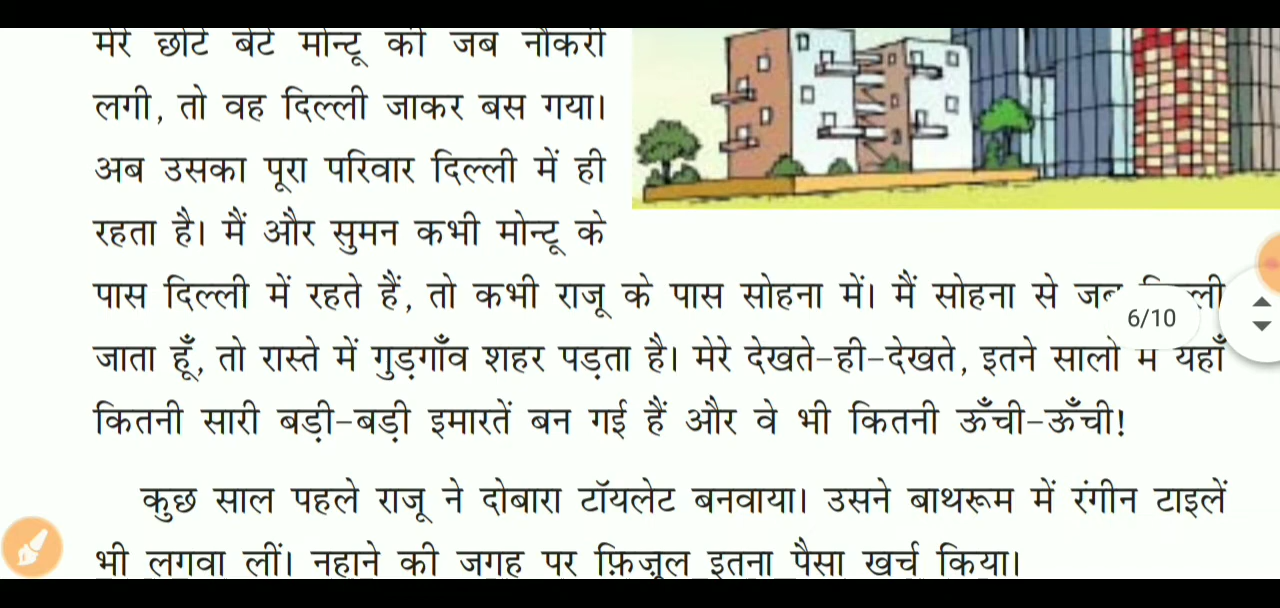 मेरे छोटे बेटे मोन्टू की जब नौकरी
लगी, तो वह दिल्ली जाकर बस गया।
अब उसका पूरा परिवार दिल्ली में ही
रहता है। मैं और सुमन कभी मोन्टू के
पास दिल्ली में रहते हैं, तो कभी राजू के पास सोहना में। मैं सोहना से जब
6/10
जाता हूँ, तो रास्ते में गुड़गाँव शहर पड़ता है। मेरे देखते-ही-देखते, इतने सालों में यहाँ
कितनी सारी बड़ी-बड़ी इमारतें बन गई हैं और वे भी कितनी ऊँची-ऊँची!
कुछ साल पहले राजू ने दोबारा टॉयलेट बनवाया। उसने बाथरूम में रंगीन टाइलें
भी लगवा लीं। नहाने की जगह पर फ़िज़ूल इतना पैसा खर्च किया।